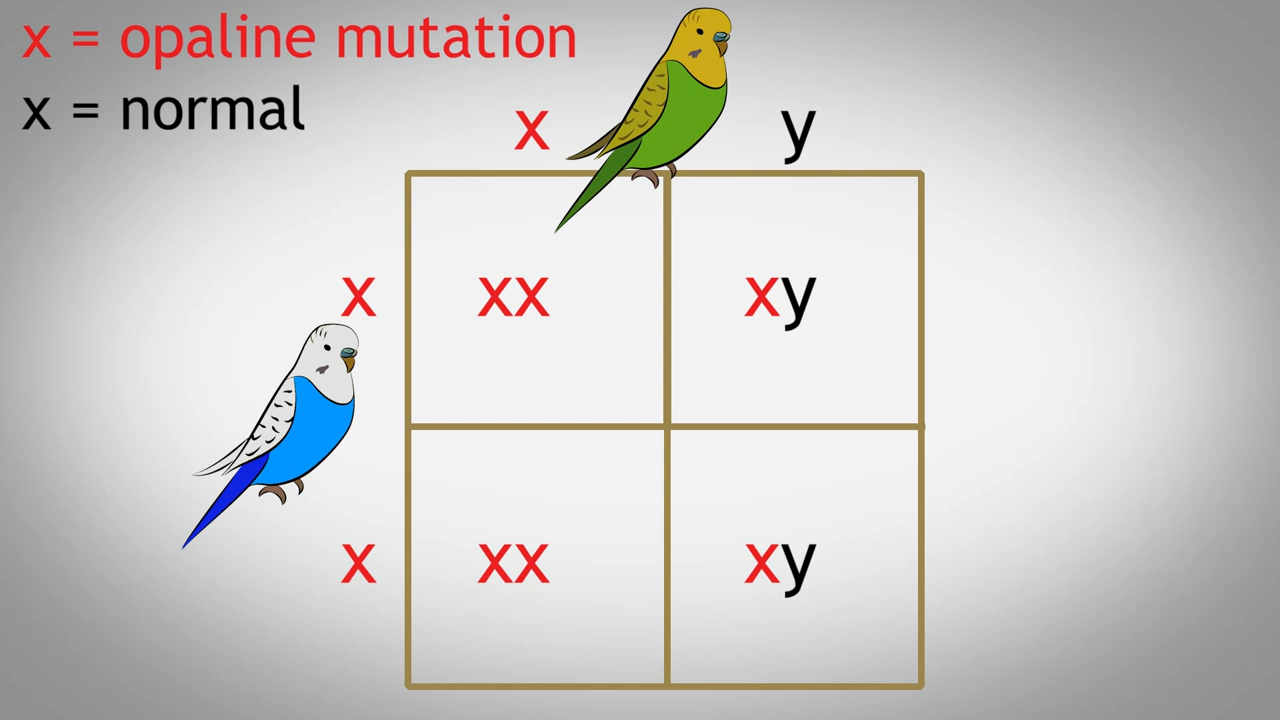 x = opaline mutation
x = normal
x y
x xx xy
x xx xy